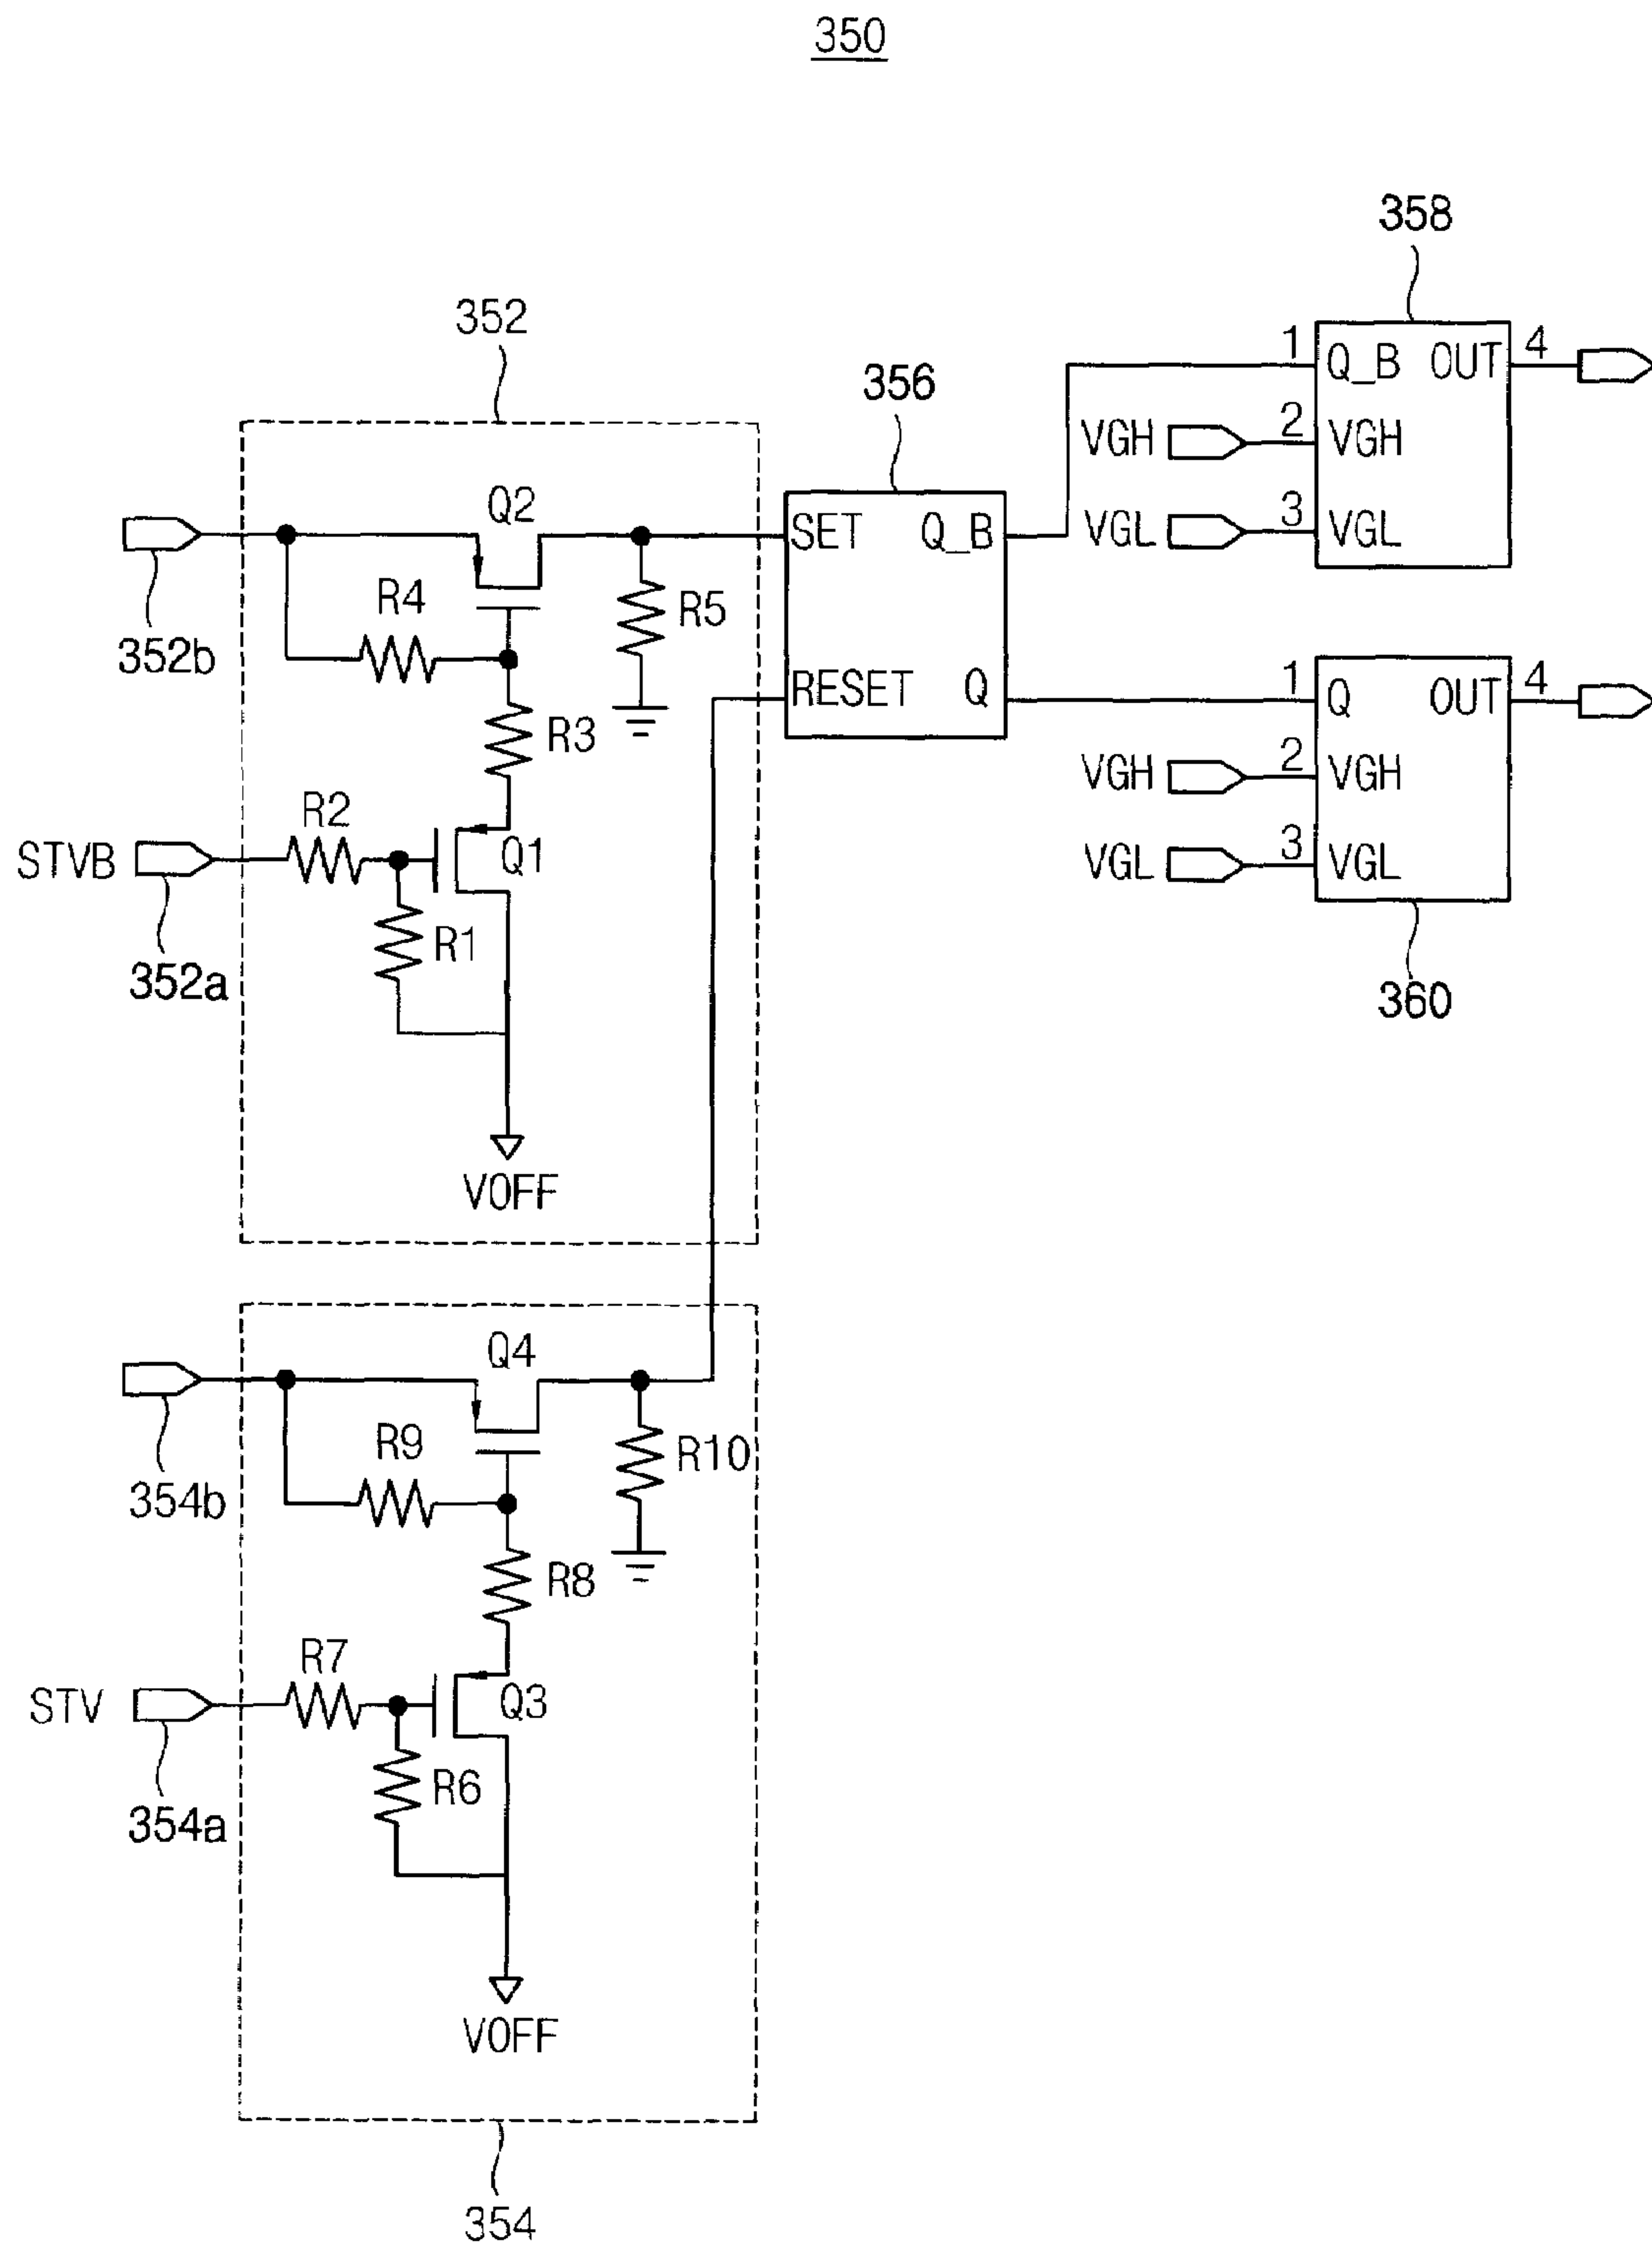 350
358
352
356
1 Q_B OUT 4
VGH 2 VGH
VGL 3 VGL
Q2
SET Q_B
R4
R5
352b
RESET Q
1 Q OUT 4
R3
VGH 2 VGH
R2
STVB
Q1
VGL 3 VGL
R1
352a
360
VOFF
Q4
R9
R10
354b
R8
R7
STV
Q3
R6
354a
VOFF
354